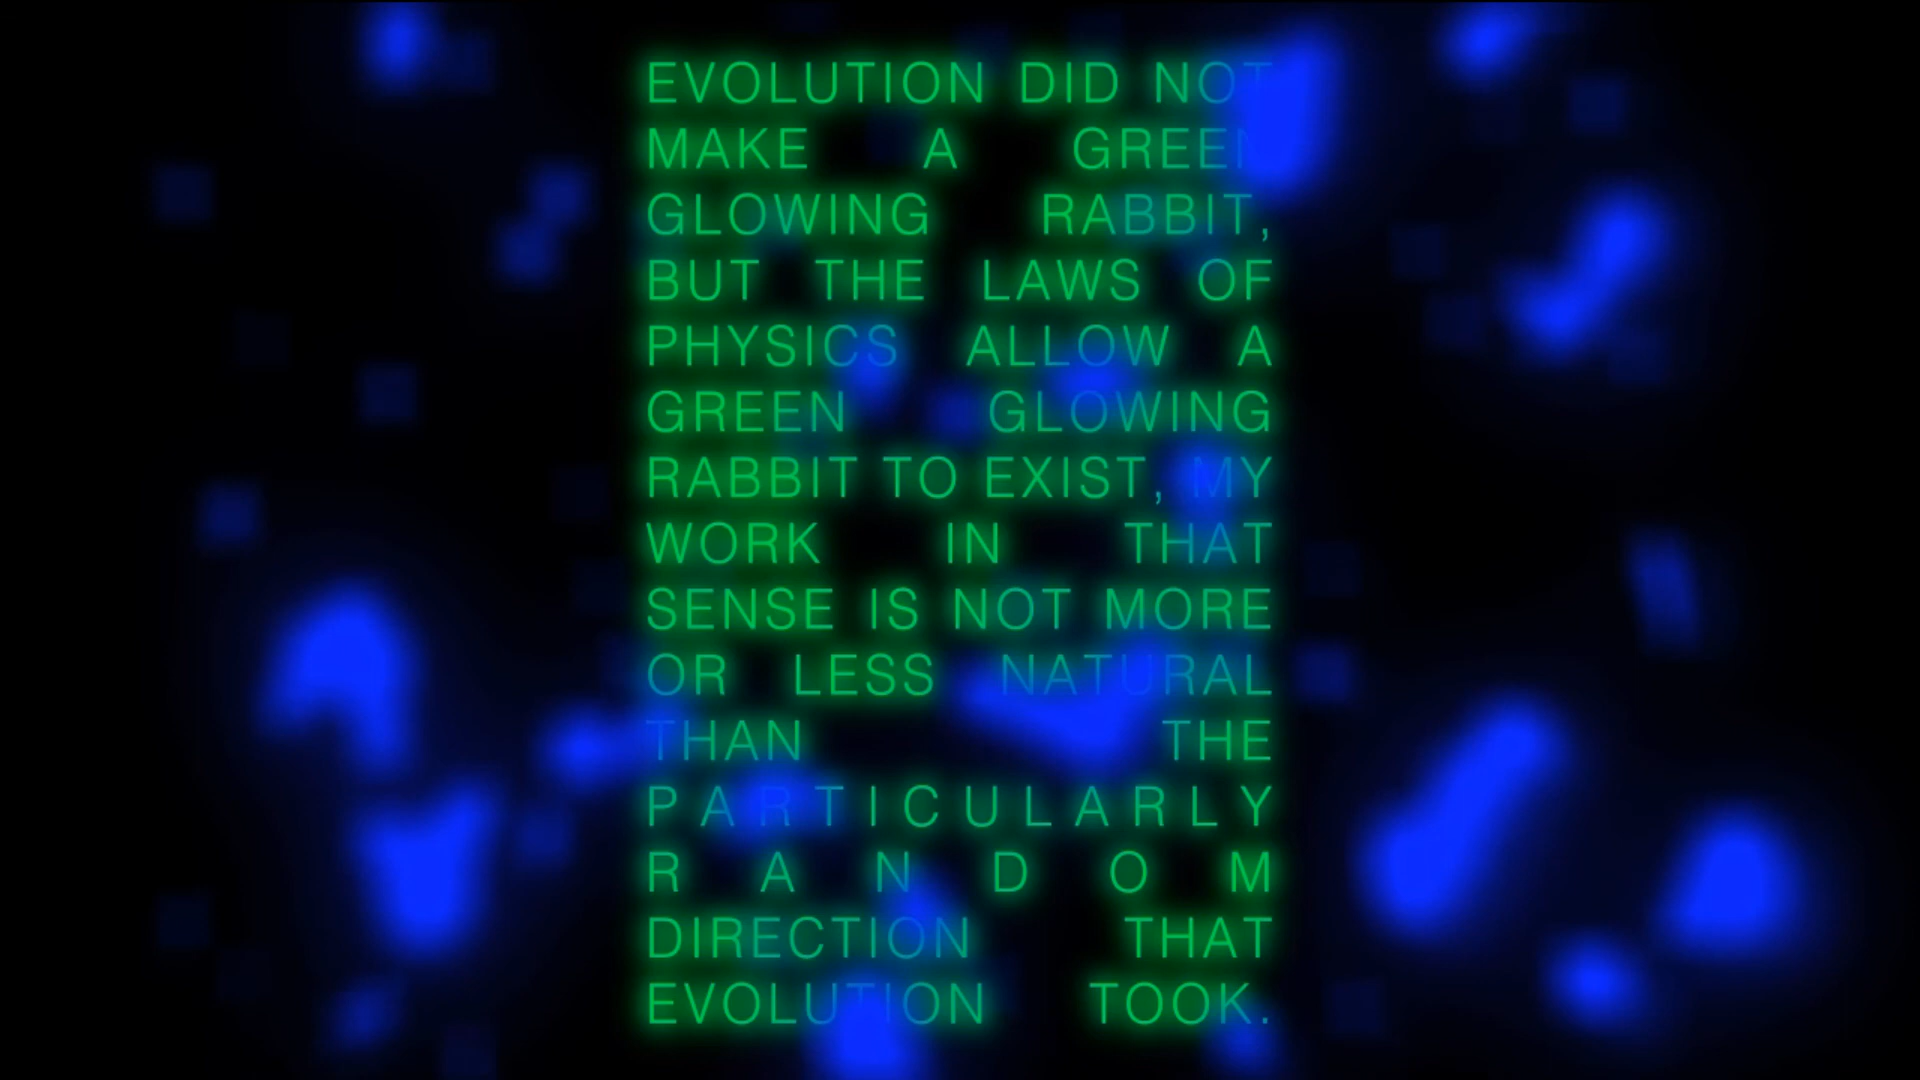 EVOLUTION DID NOT
MAKE A GREEN
GLOWING RABBIT,
BUT THE LAWS OF
PHYSICS ALLOW A
GREEN GLOWING
RABBIT TO EXIST, MY
WORK IN THAT
SENSE IS NOT MORE
OR LESS NATURAL
THAN THE
PARTICULARLY
RANDOM
DIRECTION THAT
EVOLUTION TOOK.